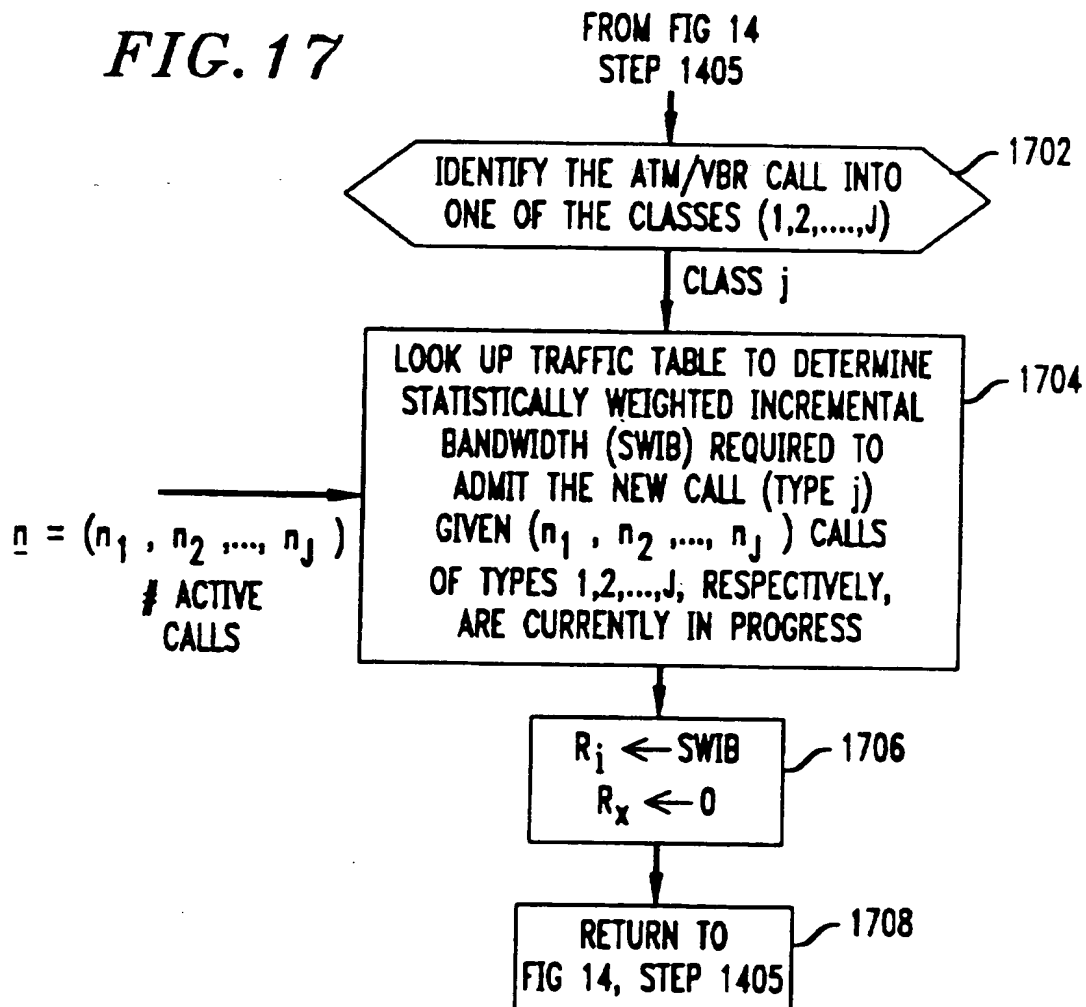 FIG. 17
FROM FIG 14
STEP 1405
1702
IDENTIFY THE ATM/VBR CALL INTO
ONE OF THE CLASSES (1,2,....,J)
CLASS j
1704
LOOK UP TRAFFIC TABLE TO DETERMINE
STATISTICALLY WEIGHTED INCREMENTAL
BANDWIDTH (SWIB) REQUIRED TO
ADMIT THE NEW CALL (TYPE j)
GIVEN (n1 , n2 ,..., nJ ) CALLS
OF TYPES 1,2,...,J, RESPECTIVELY,
ARE CURRENTLY IN PROGRESS
n = (n1 , n2 ,..., nJ )
# ACTIVE
CALLS
1706
Ri ← SWIB
Rx ← 0
1708
RETURN TO
FIG 14, STEP 1405